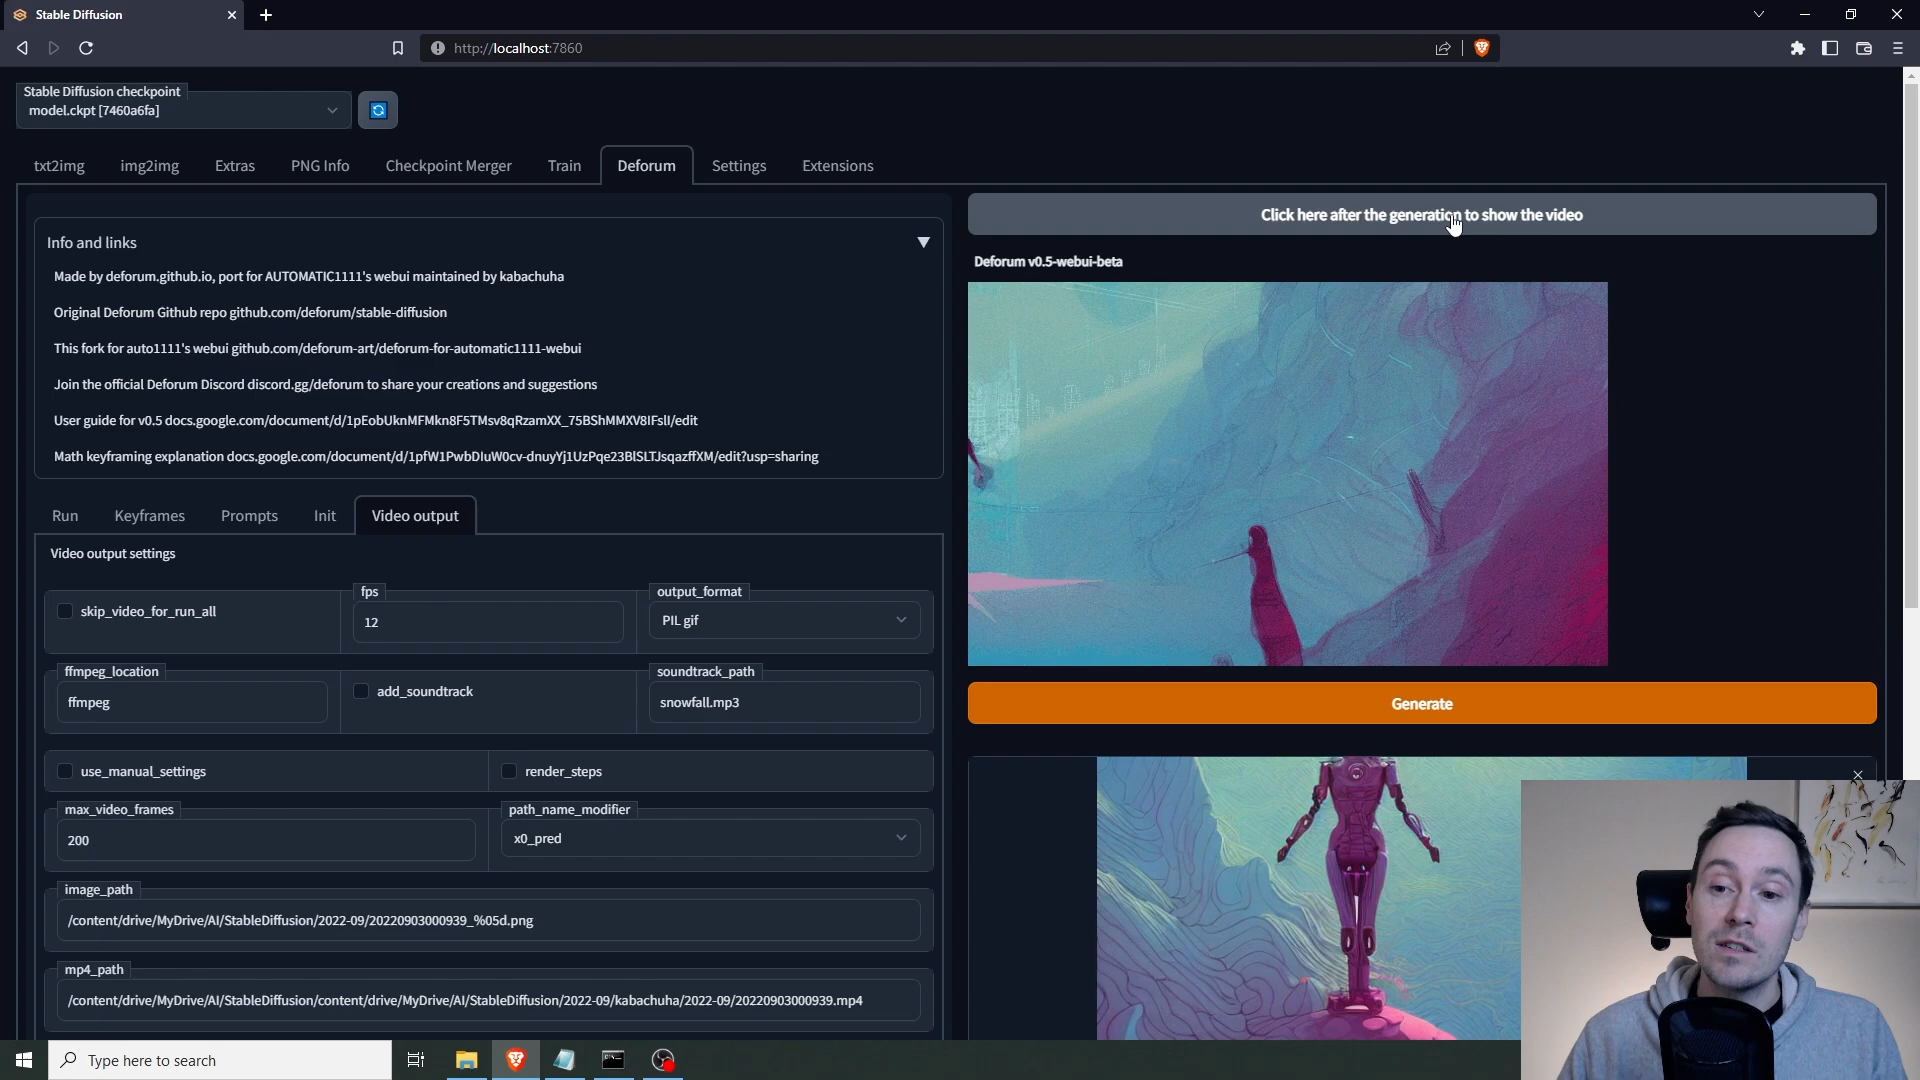 Stable Diffusion
http://localhost:7860
Stable Diffusion checkpoint
model.ckpt [7460a6fa]
txt2img
img2img
Extras
PNG Info
Checkpoint Merger
Train
Deforum
Settings
Extensions
Info and links
Made by deforum.github.io, port for AUTOMATIC1111's webui maintained by kabachuha
Original Deforum Github repo github.com/deforum/stable-diffusion
This fork for auto1111's webui github.com/deforum-art/deforum-for-automatic1111-webui
Join the official Deforum Discord discord.gg/deforum to share your creations and suggestions
User guide for v0.5 docs.google.com/document/d/1pEobUknMFMkn8F5TMsv8qRzamXX_75BShMMXV8IFslI/edit
Math keyframing explanation docs.google.com/document/d/1pfW1PwbDIuW0cv-dnuyYj1UzPqe23BlSLTJsqazffXM/edit?usp=sharing
Run
Keyframes
Prompts
Init
Video output
Video output settings
skip_video_for_run_all
fps
12
output_format
PIL gif
ffmpeg_location
ffmpeg
add_soundtrack
soundtrack_path
snowfall.mp3
use_manual_settings
render_steps
max_video_frames
200
path_name_modifier
x0_pred
image_path
/content/drive/MyDrive/AI/StableDiffusion/2022-09/20220903000939_%05d.png
mp4_path
/content/drive/MyDrive/AI/StableDiffusion/content/drive/MyDrive/AI/StableDiffusion/2022-09/kabachuha/2022-09/20220903000939.mp4
Click here after the generation to show the video
Deforum v0.5-webui-beta
Generate
Type here to search